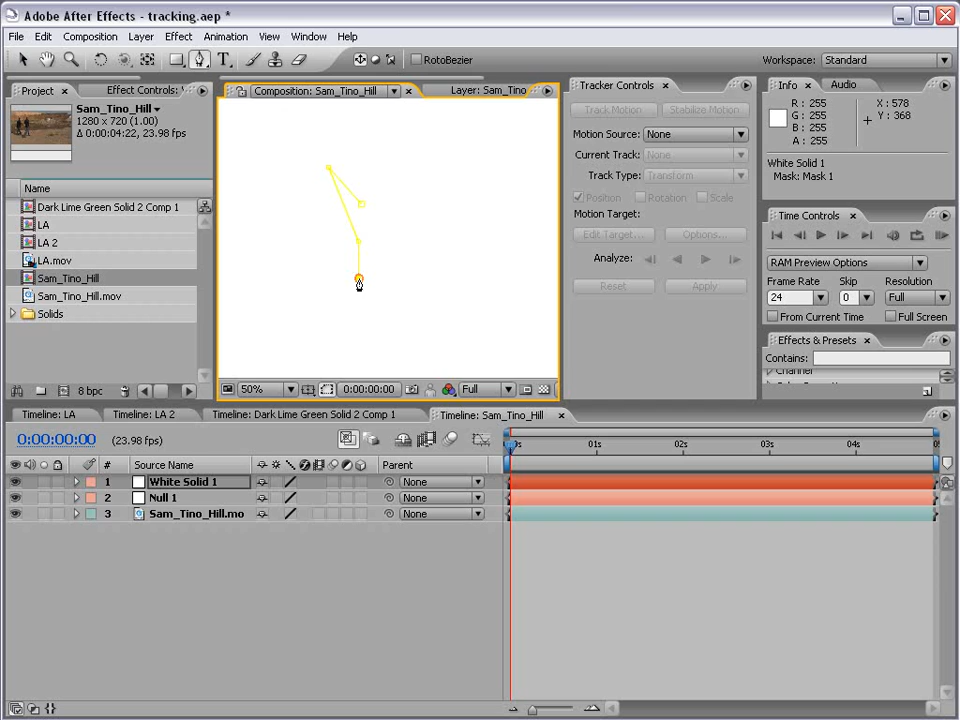 Adobe After Effects - tracking.aep *
File Edit Composition Layer Effect Animation View Window Help
RotoBezier Workspace: Standard
Project Effect Controls: Composition: Sam_Tino_Hill Layer: Sam_Tino Tracker Controls Info Audio
Sam_Tino_Hill
1280 x 720 (1.00)
Δ 0:00:04:22, 23.98 fps
Name
Dark Lime Green Solid 2 Comp 1
LA
LA 2
LA.mov
Sam_Tino_Hill
Sam_Tino_Hill.mov
Solids
8 bpc
50% 0:00:00:00 Full
Track Motion Stabilize Motion
Motion Source: None
Current Track: None
Track Type: Transform
Position Rotation Scale
Motion Target:
Edit Target... Options...
Analyze:
Reset Apply
R: 255 X: 578
G: 255 Y: 368
B: 255
A: 255
White Solid 1
Mask: Mask 1
Time Controls
RAM Preview Options
Frame Rate Skip Resolution
24 0 Full
From Current Time Full Screen
Effects & Presets
Contains:
Channel
Timeline: LA Timeline: LA 2 Timeline: Dark Lime Green Solid 2 Comp 1 Timeline: Sam_Tino_Hill
0:00:00:00 (23.98 fps)
01s 02s 03s 04s
# Source Name Parent
1 White Solid 1 None
2 Null 1 None
3 Sam_Tino_Hill.mo None